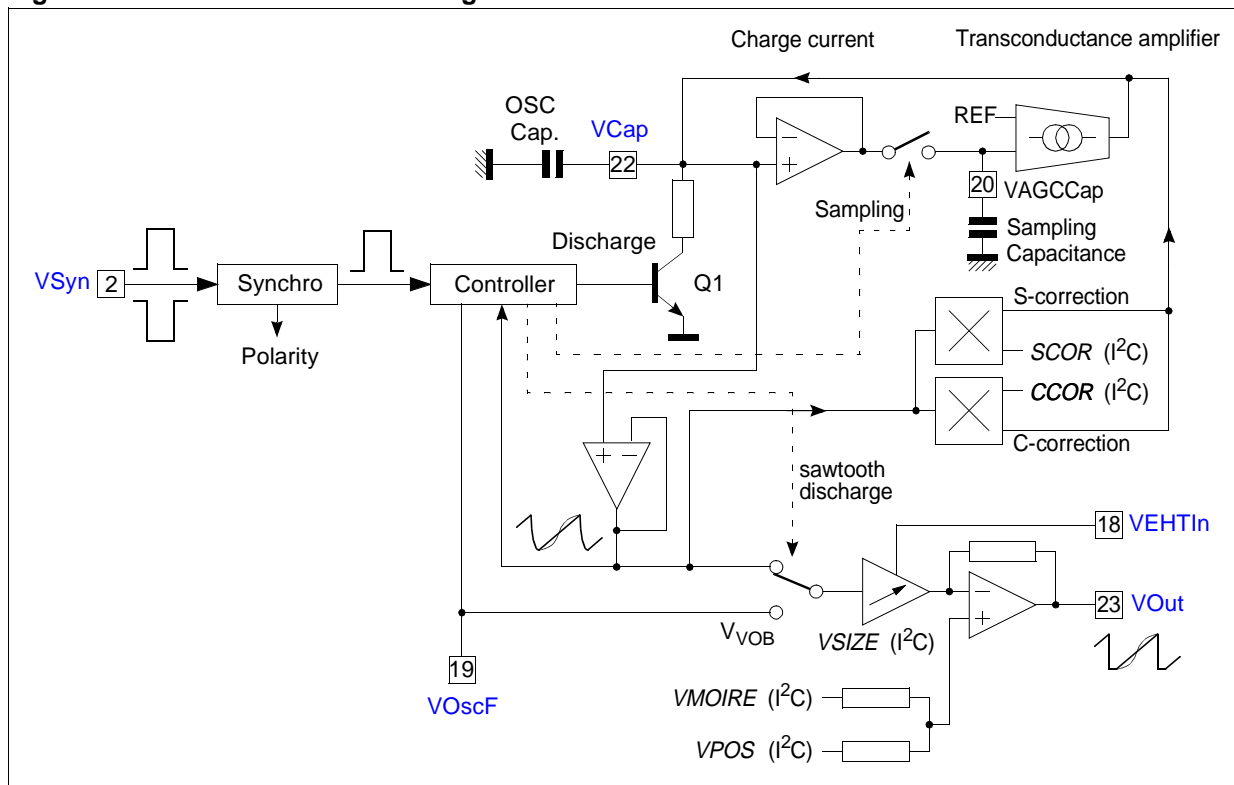 Charge current
Transconductance amplifier
OSC
Cap.
VCap
22
REF
20
VAGCCap
Sampling
Sampling
Capacitance
Discharge
VSyn
2
Synchro
Controller
Q1
Polarity
S-correction
SCOR (I²C)
CCOR (I²C)
C-correction
sawtooth
discharge
18
VEHTIn
23
VOut
V_VOB
VSIZE (I²C)
19
VOscF
VMOIRE (I²C)
VPOS (I²C)